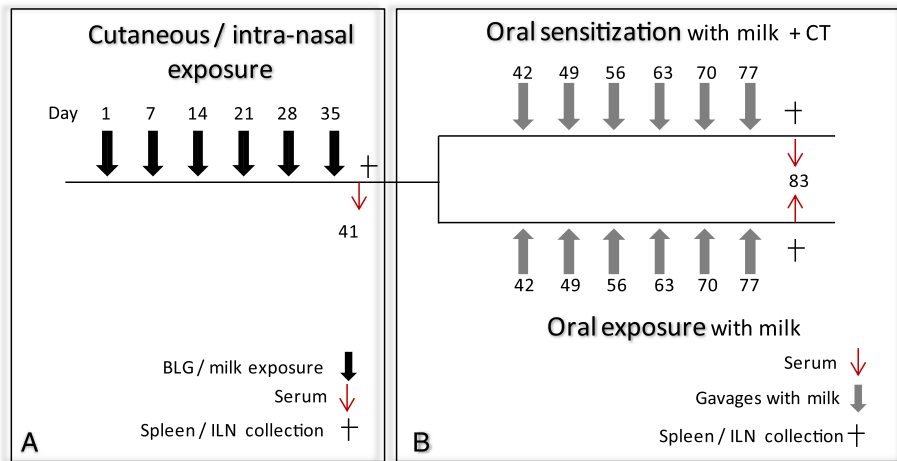 Cutaneous / intra-nasal
exposure
Day 1 7 14 21 28 35
41
BLG / milk exposure
Serum
Spleen / ILN collection
A
Oral sensitization with milk + CT
42 49 56 63 70 77
83
42 49 56 63 70 77
Oral exposure with milk
Serum
Gavages with milk
Spleen / ILN collection
B